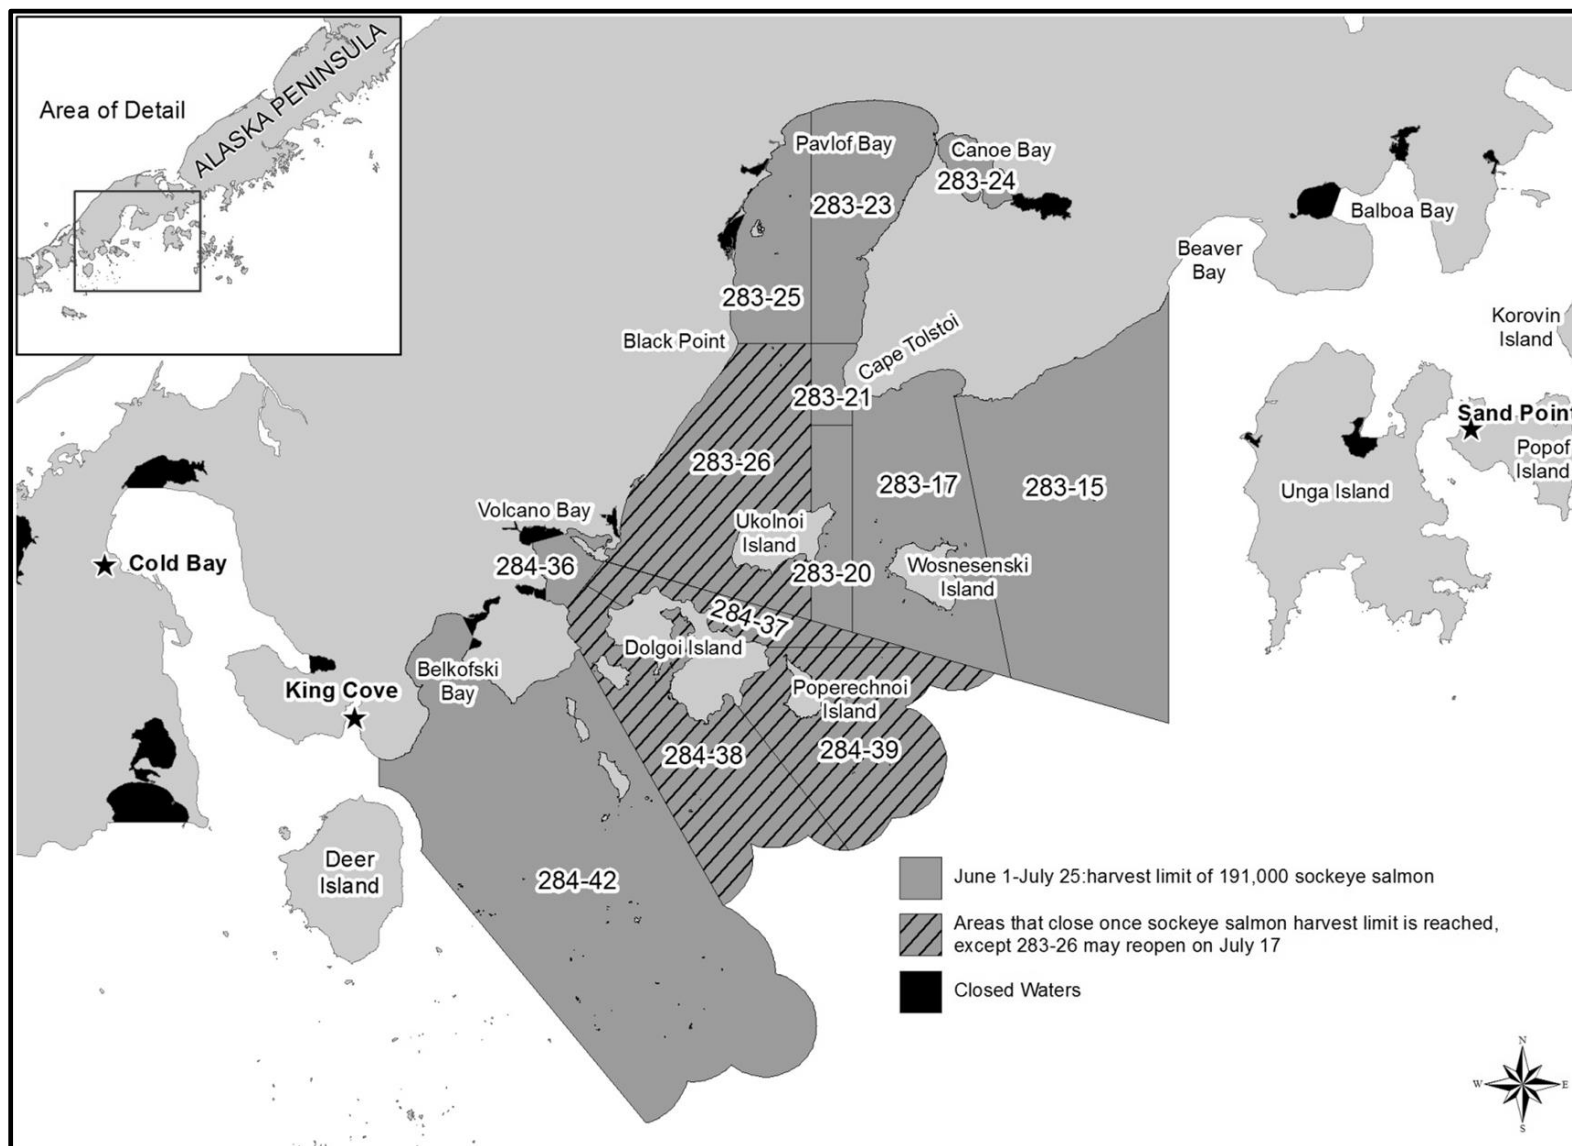 ALASKA PENINSULA
Area of Detail
Pavlof Bay
Canoe Bay
283-24
283-23
Balboa Bay
Beaver
Bay
283-25
Korovin
Island
Black Point
Cape Tolstoi
283-21
Sand Point
283-26
283-17
283-15
Popof
Island
Unga Island
Volcano Bay
Ukolnoi
Island
Cold Bay
284-36
283-20
Wosnesenski
Island
284-37
Dolgoi Island
Belkofski
Bay
King Cove
Poperechnoi
Island
284-38
284-39
Deer
Island
284-42
June 1-July 25:harvest limit of 191,000 sockeye salmon
Areas that close once sockeye salmon harvest limit is reached,
except 283-26 may reopen on July 17
Closed Waters
N
W
E
S